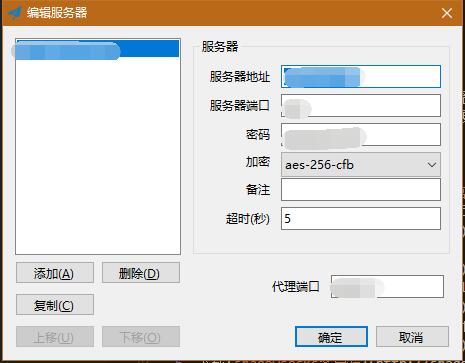 编辑服务器
服务器
服务器地址
服务器端口
密码
加密 aes-256-cfb
备注
超时(秒) 5
添加(A) 删除(D)
代理端口
复制(C)
上移(U) 下移(O)
确定 取消